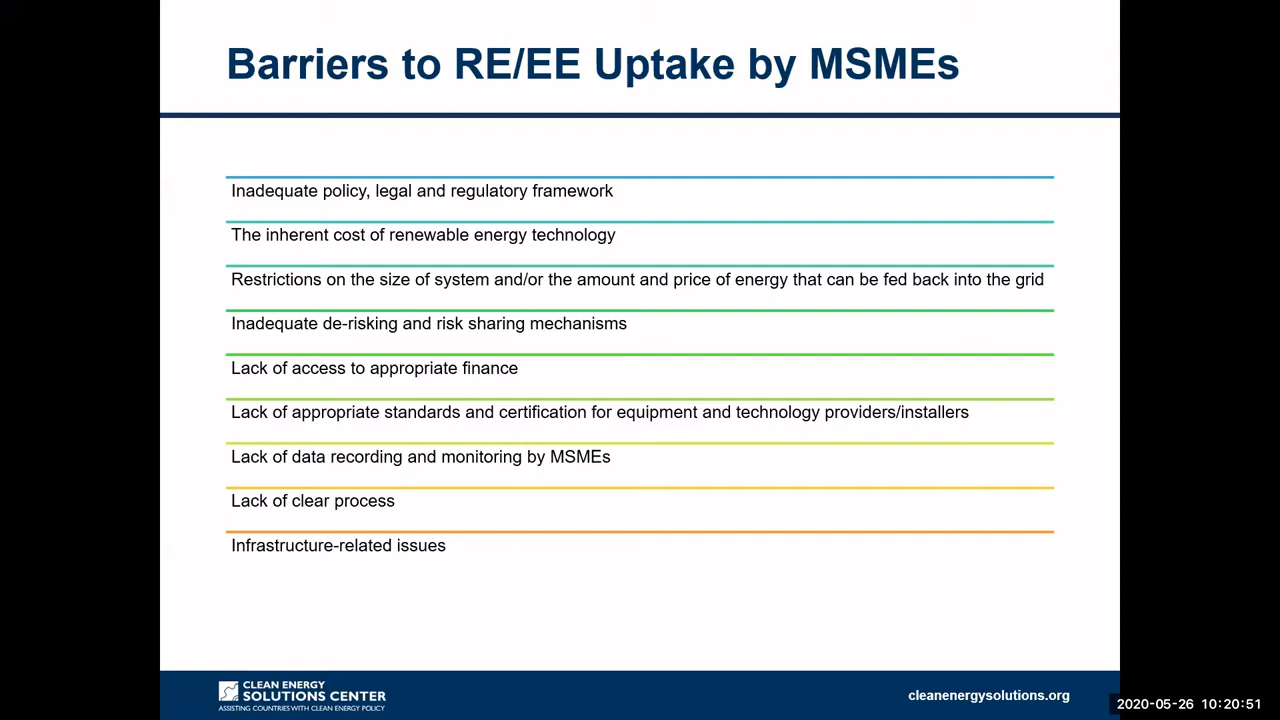 Barriers to RE/EE Uptake by MSMEs
Inadequate policy, legal and regulatory framework
The inherent cost of renewable energy technology
Restrictions on the size of system and/or the amount and price of energy that can be fed back into the grid
Inadequate de-risking and risk sharing mechanisms
Lack of access to appropriate finance
Lack of appropriate standards and certification for equipment and technology providers/installers
Lack of data recording and monitoring by MSMEs
Lack of clear process
Infrastructure-related issues
CLEAN ENERGY
SOLUTIONS CENTER
ASSISTING COUNTRIES WITH CLEAN ENERGY POLICY
cleanenergysolutions.org
2020-05-26 10:20:51